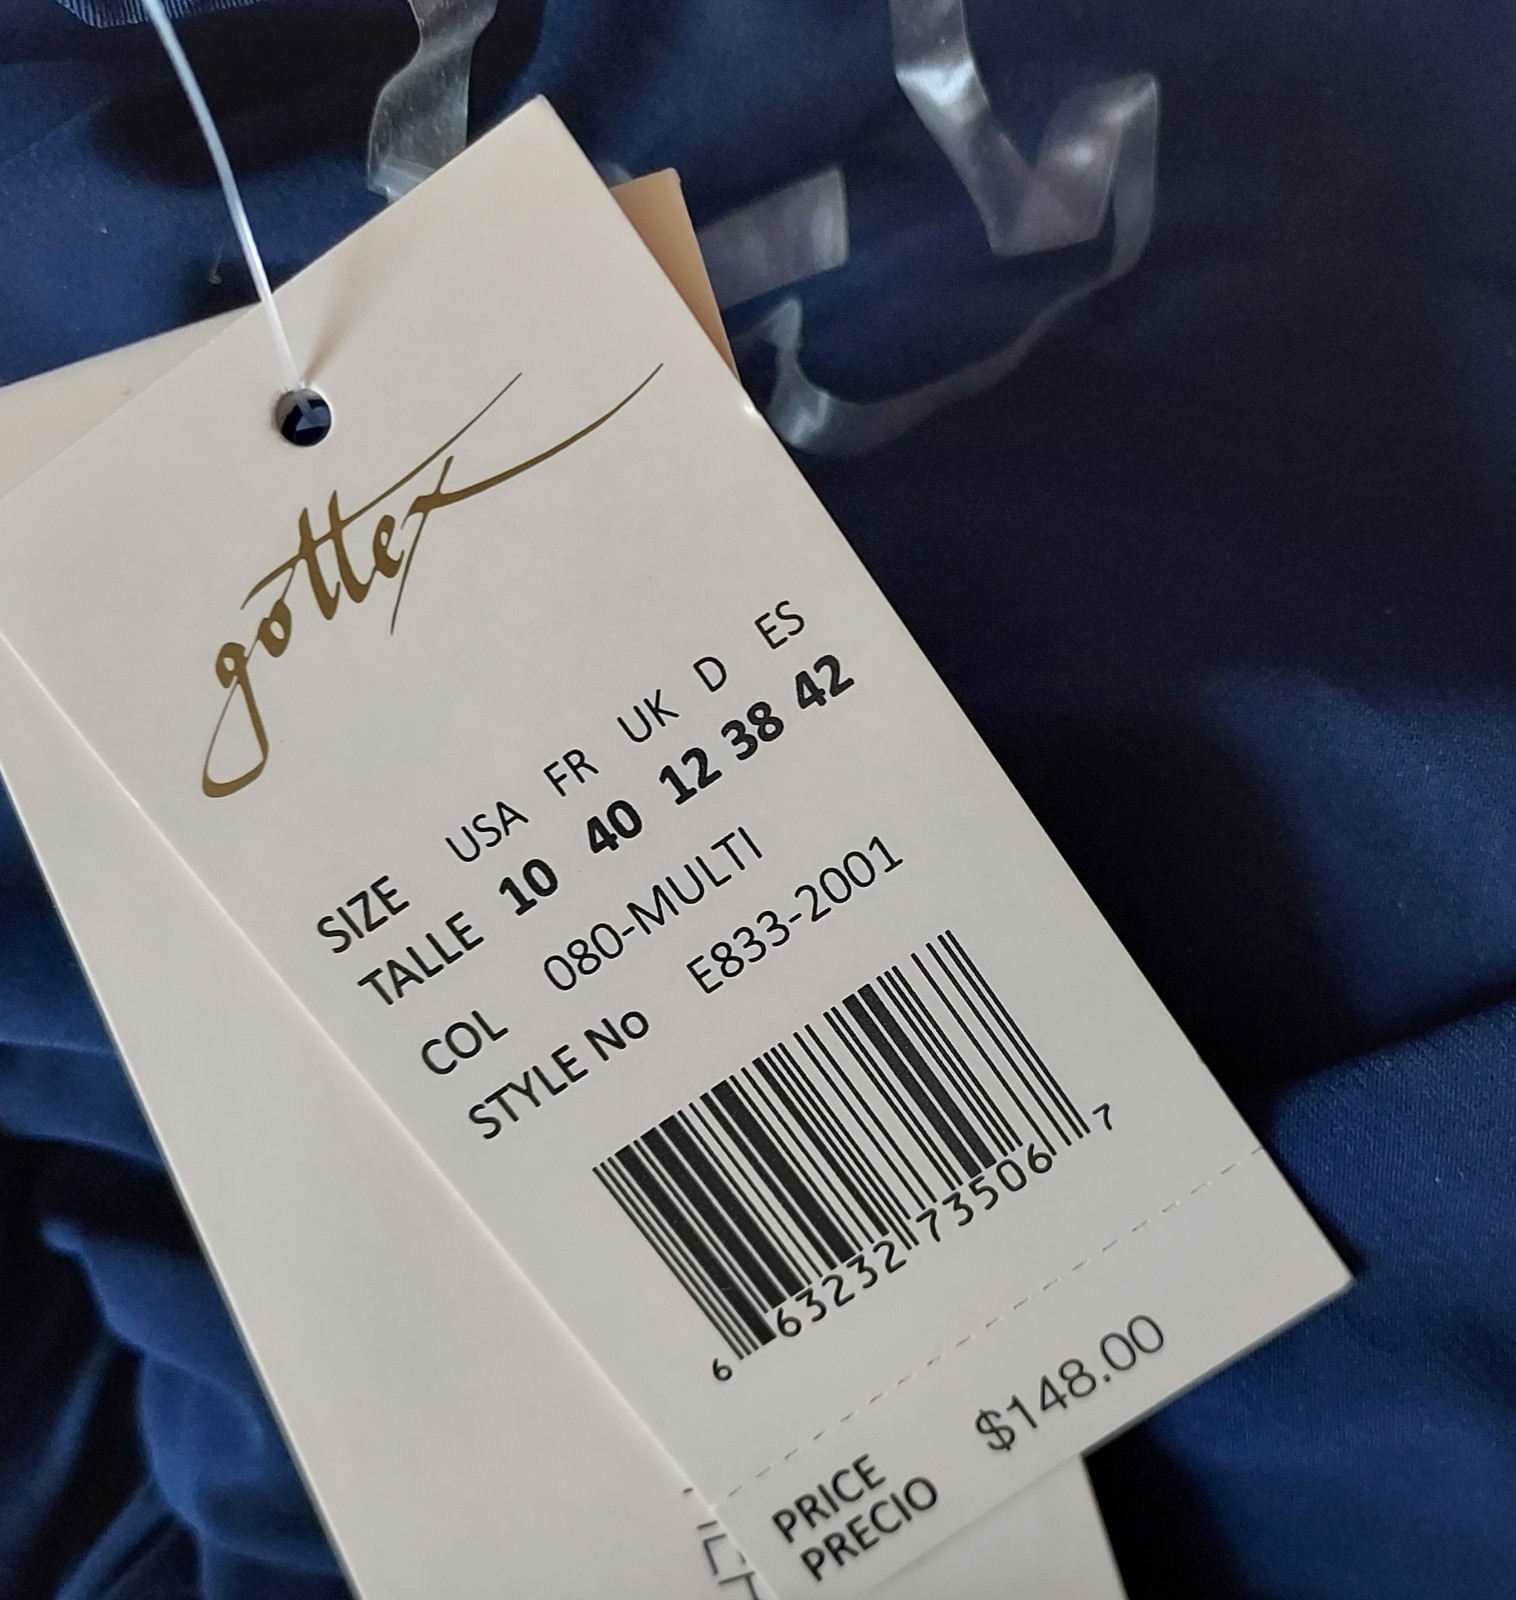 gottex
SIZE USA FR UK D ES
TALLE 10 40 12 38 42
COL 080-MULTI
STYLE No E833-2001
6 63232 73506 7
PRICE $148.00
PRECIO